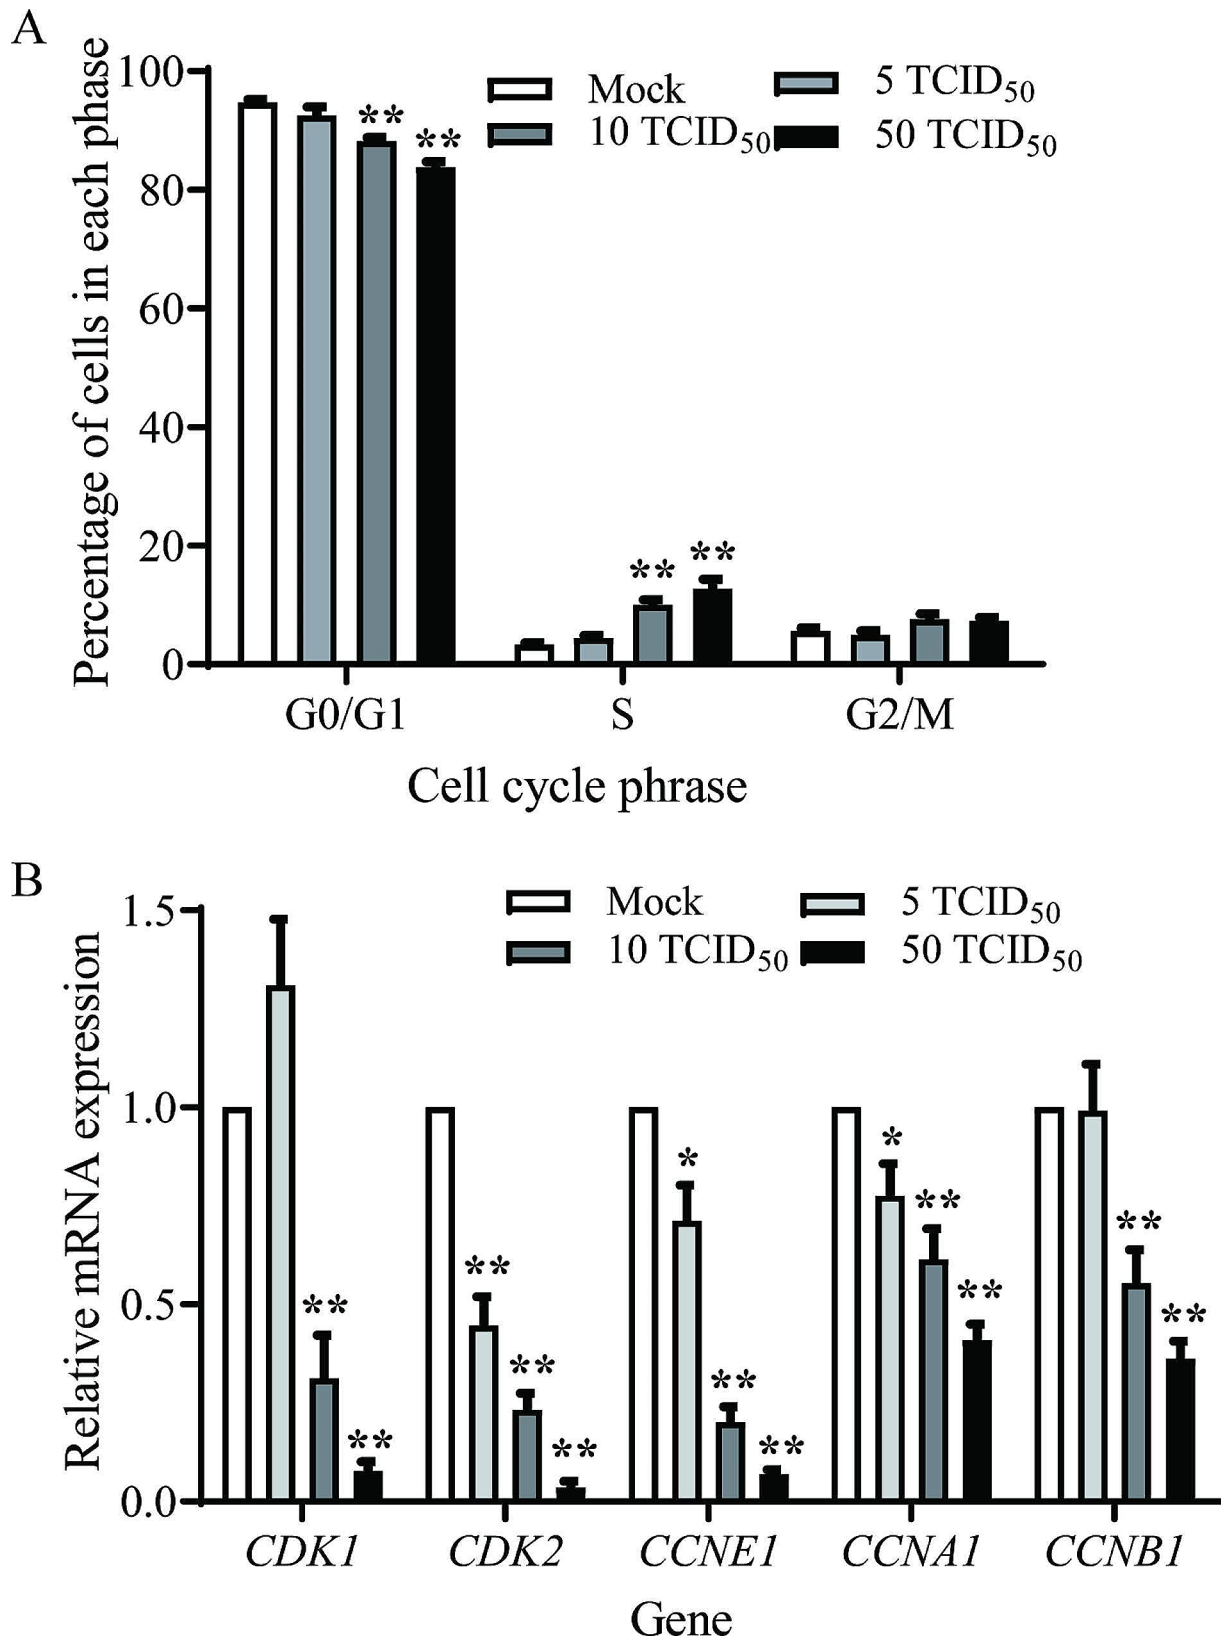 A
Percentage of cells in each phase
100
80
60
40
20
0
Mock
5 TCID50
10 TCID50
50 TCID50
**
**
**
**
G0/G1
S
G2/M
Cell cycle phrase
B
Relative mRNA expression
1.5
1.0
0.5
0.0
Mock
5 TCID50
10 TCID50
50 TCID50
**
**
**
**
**
*
**
**
*
**
**
**
**
CDK1
CDK2
CCNE1
CCNA1
CCNB1
Gene